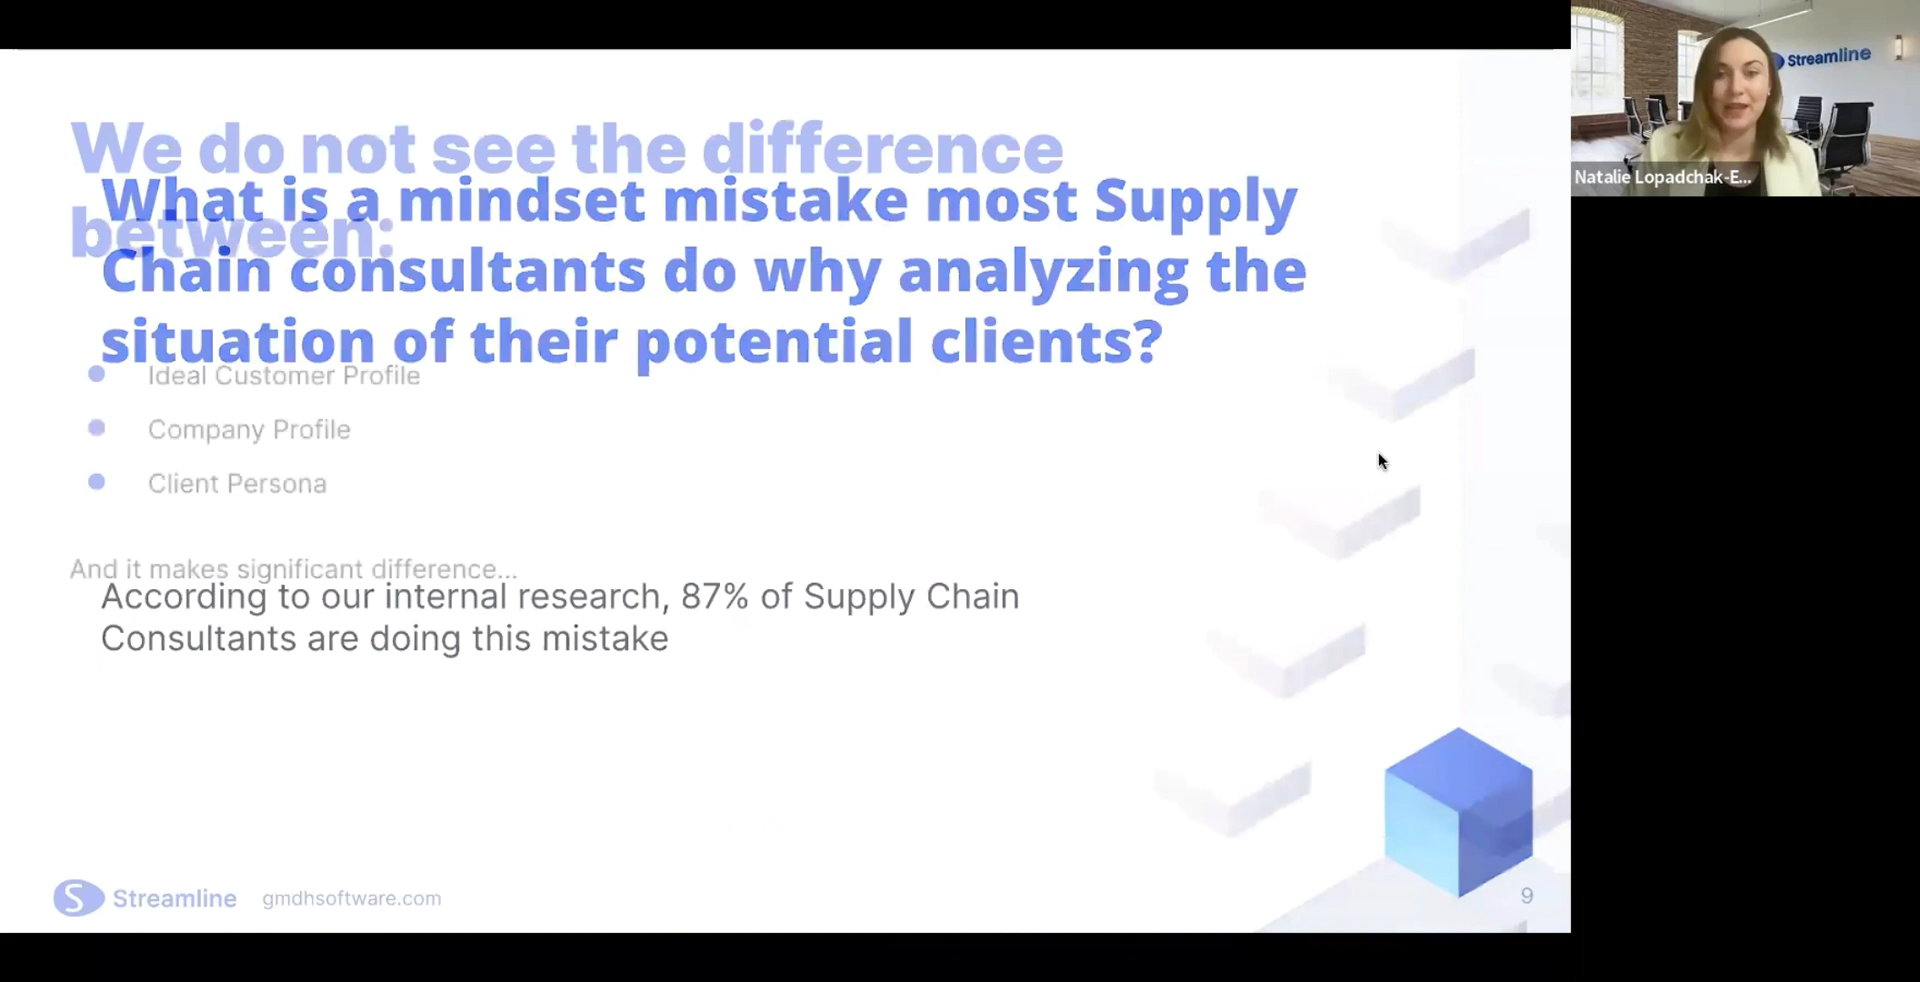 We do not see the difference
between:
What is a mindset mistake most Supply
Chain consultants do why analyzing the
situation of their potential clients?
Ideal Customer Profile
Company Profile
Client Persona
And it makes significant difference...
According to our internal research, 87% of Supply Chain
Consultants are doing this mistake
S Streamline gmdhsoftware.com
9
Streamline
Natalie Lopadchak-E...